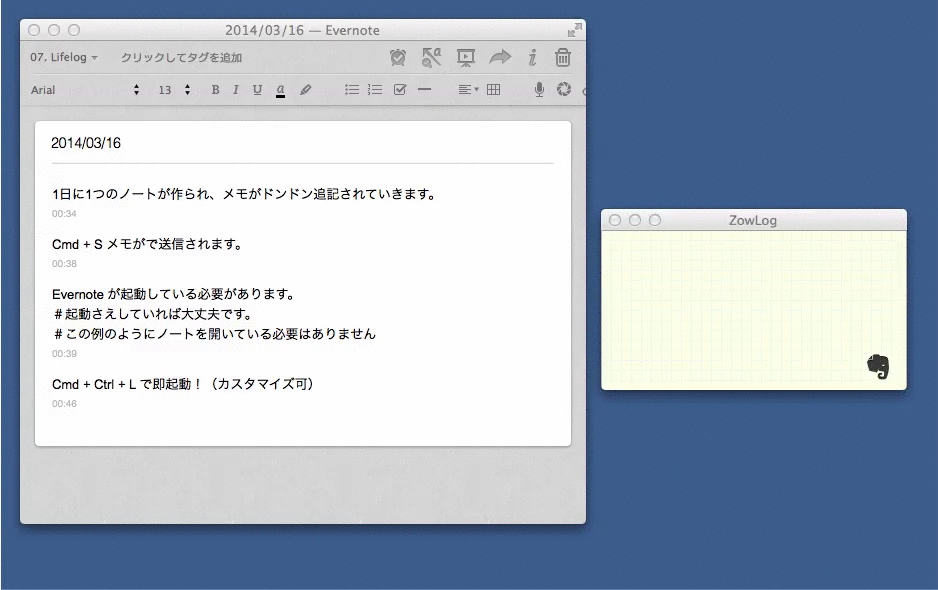 2014/03/16 — Evernote
07, Lifelog クリックしてタグを追加
Arial 13 B I U a
2014/03/16
1日に1つのノートが作られ、メモがドンドン追記されていきます。
00:34
Cmd + S メモがで送信されます。
00:38
Evernote が起動している必要があります。
＃起動さえしていれば大丈夫です。
＃この例のようにノートを開いている必要はありません
00:39
Cmd + Ctrl + L で即起動！（カスタマイズ可）
00:46
ZowLog